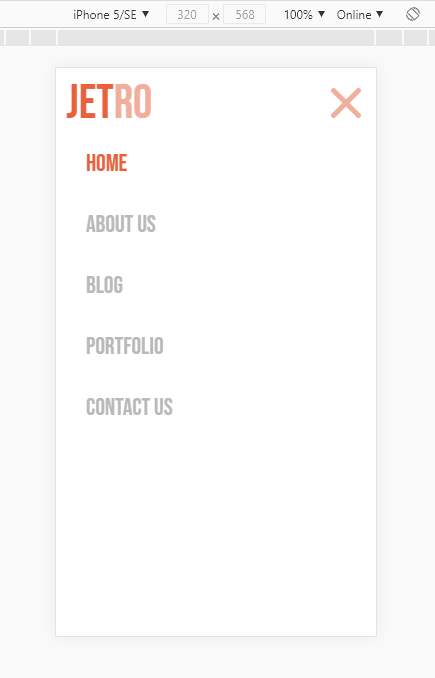 iPhone 5/SE ▼ 320 × 568 100% ▼ Online ▼
JETRO
HOME
ABOUT US
BLOG
PORTFOLIO
CONTACT US